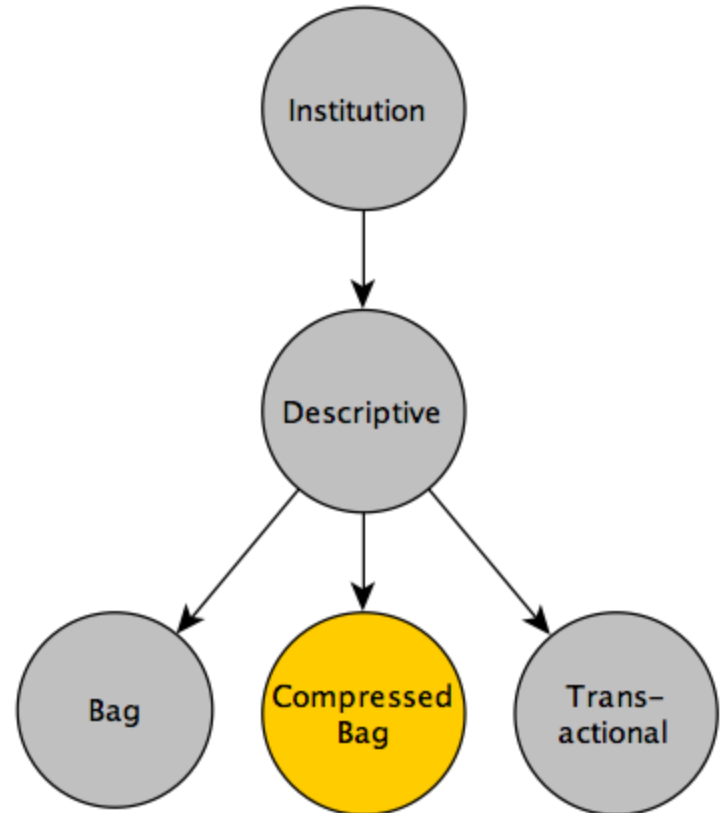 Institution
Descriptive
Bag
Compressed
Bag
Trans-
actional